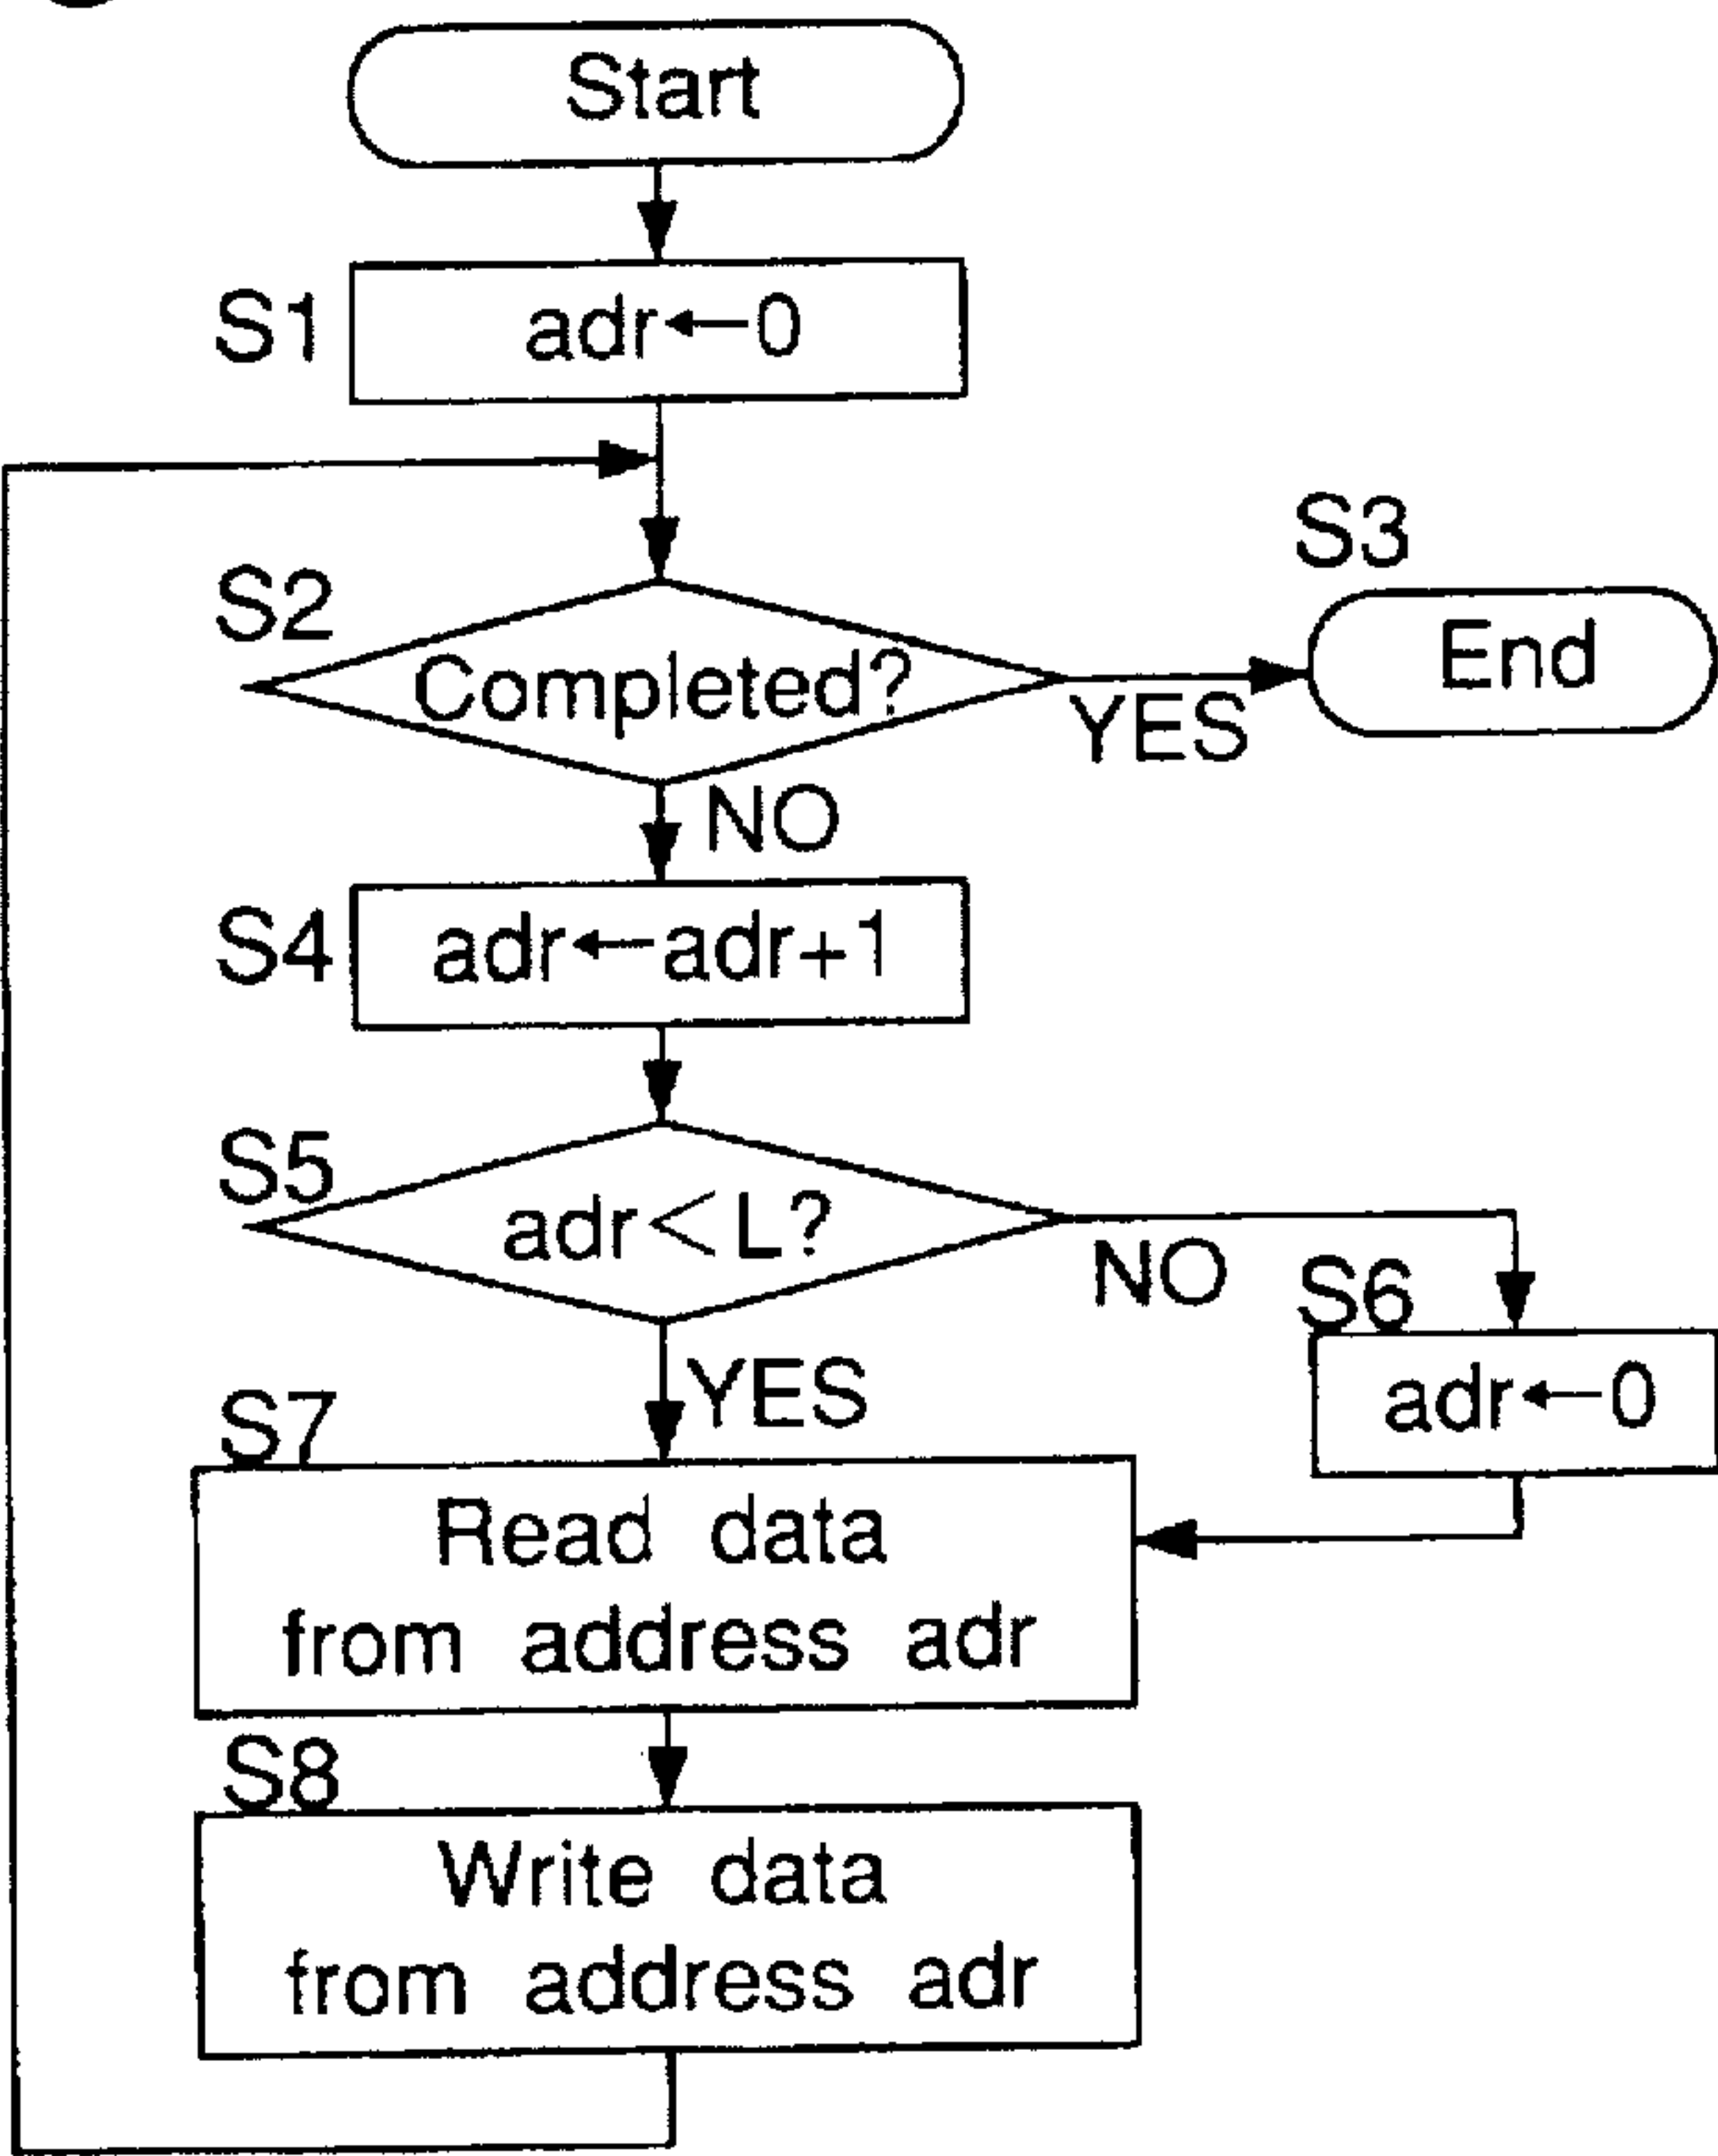 Start
S1
adr←0
S2
Completed?
YES
S3
End
NO
S4
adr←adr+1
S5
adr<L?
NO
S6
adr←0
YES
S7
Read data
from address adr
S8
Write data
from address adr